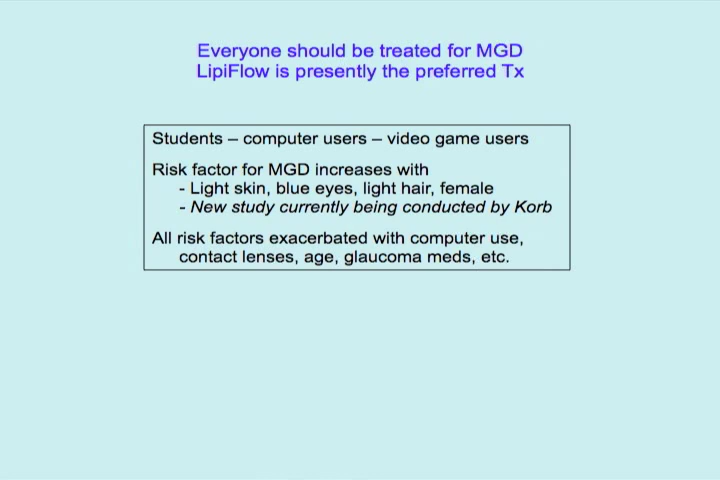 Everyone should be treated for MGD
LipiFlow is presently the preferred Tx
Students – computer users – video game users
Risk factor for MGD increases with
- Light skin, blue eyes, light hair, female
- New study currently being conducted by Korb
All risk factors exacerbated with computer use,
contact lenses, age, glaucoma meds, etc.